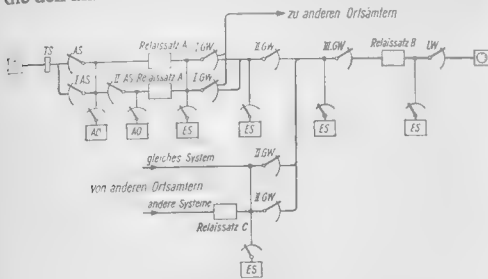 zu anderen Ortsämtern
TS AS Relaissatz A I.GW II.GW III.GW Relaissatz B LW
I.AS II.AS Relaissatz A I.GW
AO AO ES ES ES ES
gleiches System II.GW
von anderen Ortsämtern
andere Systeme II.GW
Relaissatz C
ES